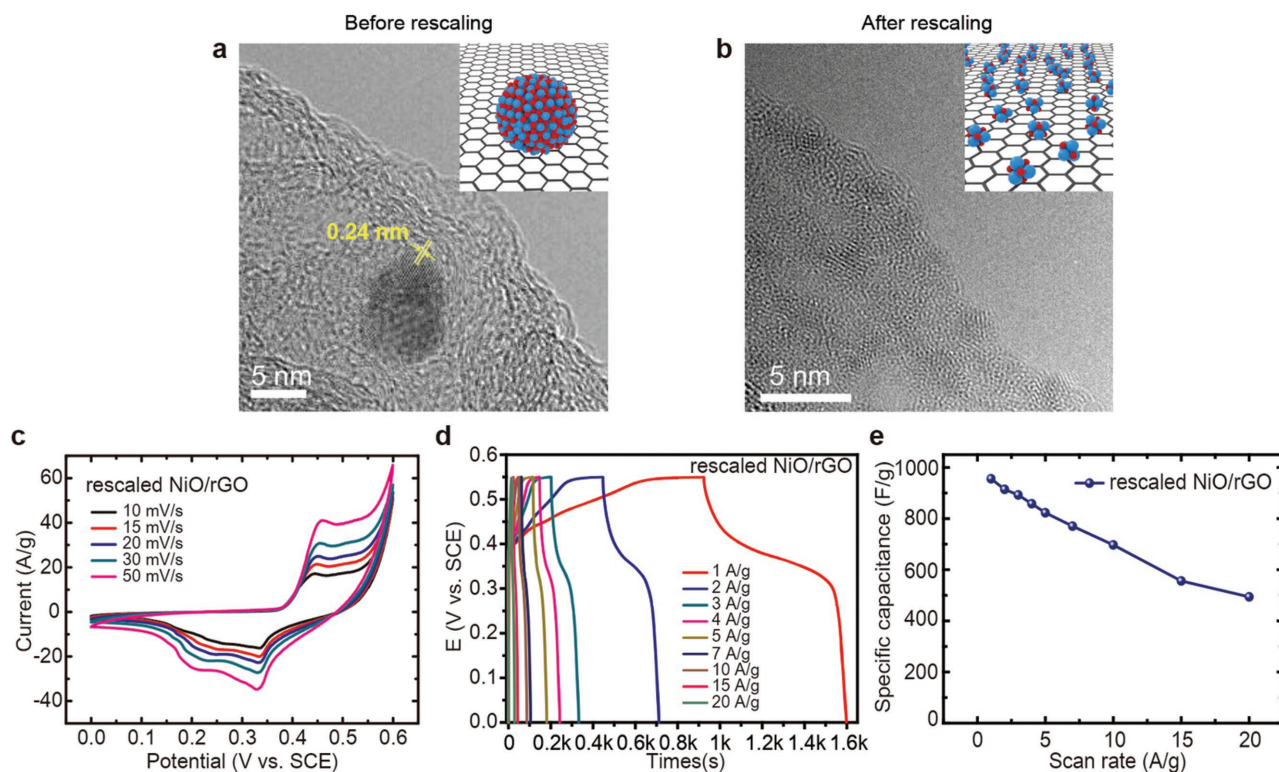 Before rescaling
After rescaling
a
0.24 nm
5 nm
b
5 nm
c
rescaled NiO/rGO
10 mV/s
15 mV/s
20 mV/s
30 mV/s
50 mV/s
60
40
20
0
-20
-40
Current (A/g)
0.0 0.1 0.2 0.3 0.4 0.5 0.6
Potential (V vs. SCE)
d
rescaled NiO/rGO
1 A/g
2 A/g
3 A/g
4 A/g
5 A/g
7 A/g
10 A/g
15 A/g
20 A/g
0.6
0.5
0.4
0.3
0.2
0.1
0.0
E (V vs. SCE)
0 0.2k 0.4k 0.6k 0.8k 1.0k 1.2k 1.4k 1.6k
Times(s)
e
rescaled NiO/rGO
1000
800
600
400
200
0
Specific capacitance (F/g)
0 5 10 15 20
Scan rate (A/g)